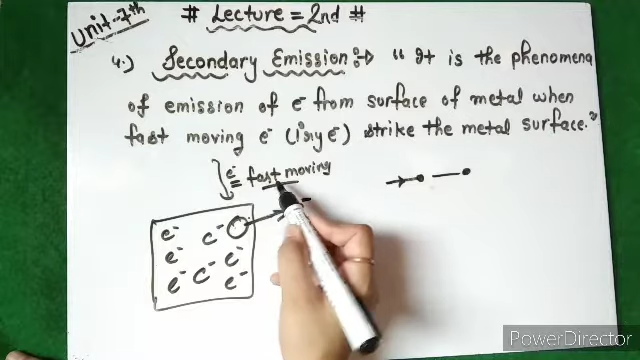 Unit-7th
# Lecture = 2nd #
4.) Secondary Emission :→ " It is the phenomena
of emission of e⁻ from surface of metal when
fast moving e⁻ (1°ry e⁻) strike the metal surface."
e⁻ fast moving
e⁻ e⁻
e⁻ e⁻
e⁻ e⁻ e⁻
PowerDirector